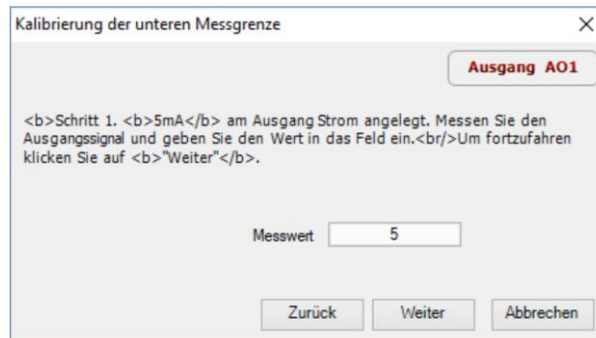 Kalibrierung der unteren Messgrenze
Ausgang AO1
<b>Schritt 1. <b>5mA</b> am Ausgang Strom angelegt. Messen Sie den
Ausgangssignal und geben Sie den Wert in das Feld ein.<br/>Um fortzufahren
klicken Sie auf <b>"Weiter"</b>.
Messwert 5
Zurück Weiter Abbrechen